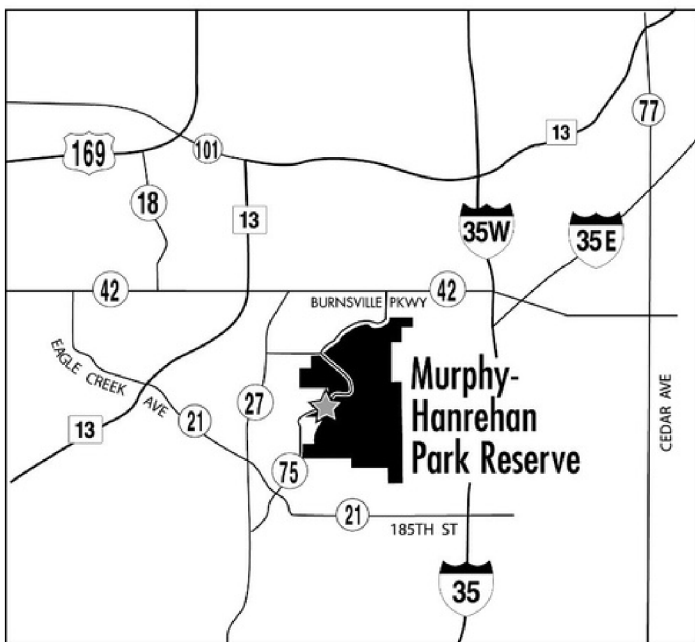 77
13
169
101
18
13
35W
35E
42
BURNSVILLE PKWY
42
EAGLE CREEK AVE
Murphy-
Hanrehan
Park Reserve
27
21
13
CEDAR AVE
75
21
185TH ST
35